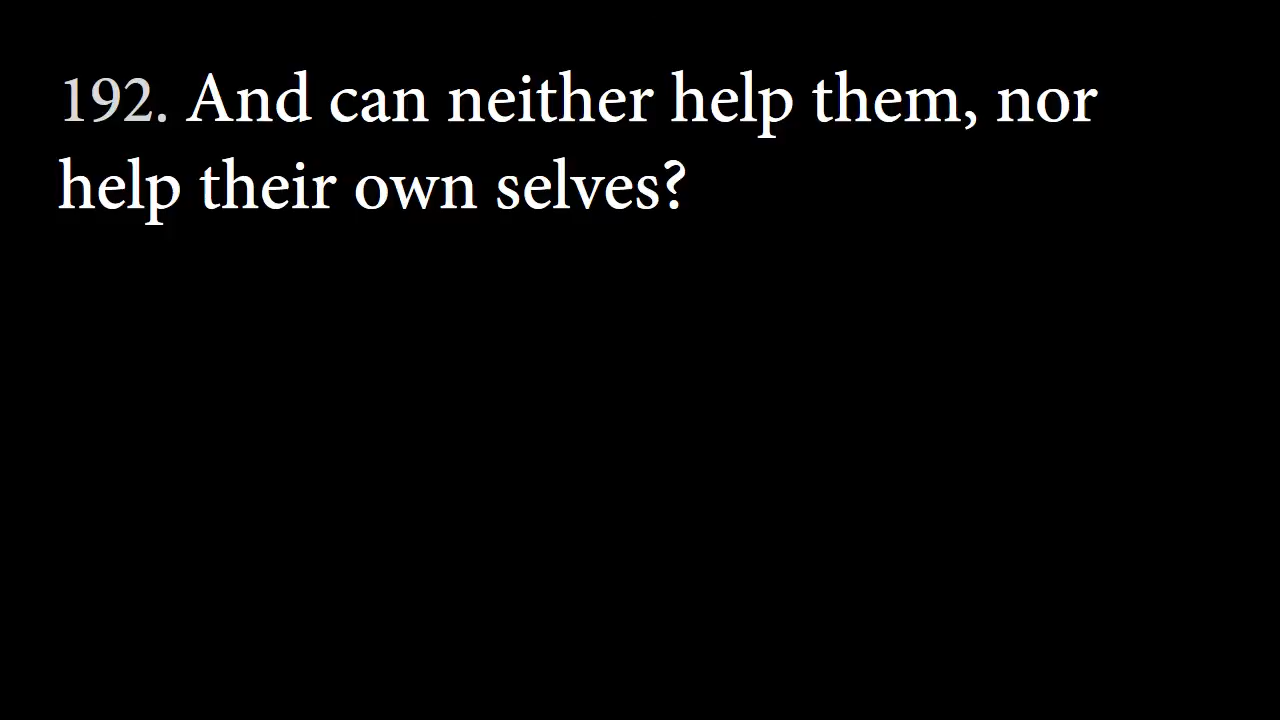 192. And can neither help them, nor
help their own selves?